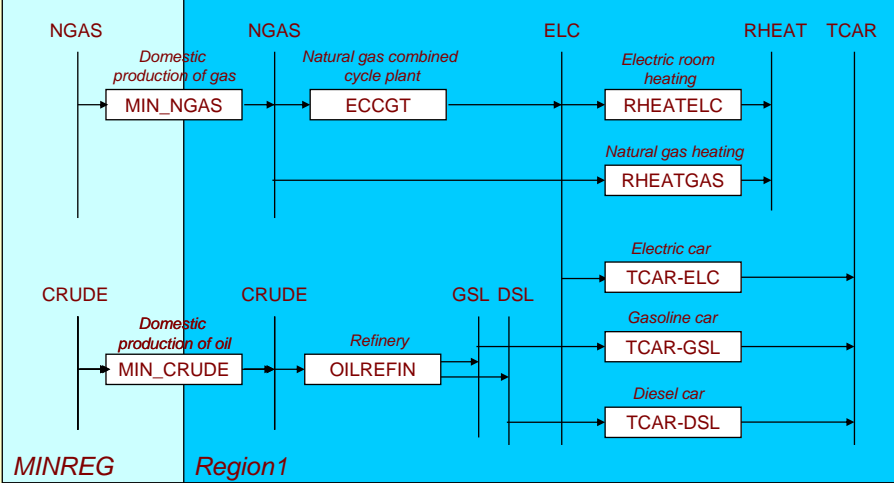 NGAS NGAS ELC RHEAT TCAR
Domestic
production of gas
MIN_NGAS
Natural gas combined
cycle plant
ECCGT
Electric room
heating
RHEATELC
Natural gas heating
RHEATGAS
Electric car
TCAR-ELC
CRUDE CRUDE GSL DSL
Domestic
production of oil
MIN_CRUDE
Refinery
OILREFIN
Gasoline car
TCAR-GSL
Diesel car
TCAR-DSL
MINREG Region1